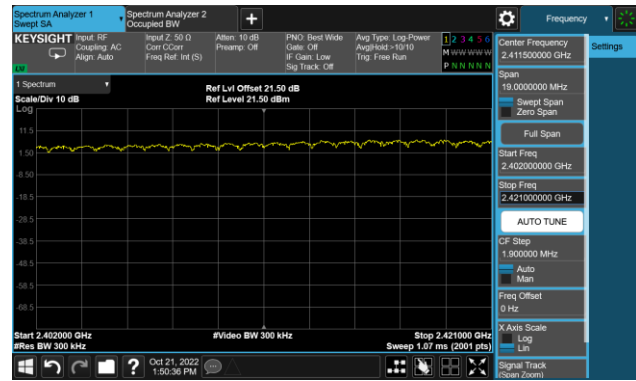 Spectrum Analyzer 1
Swept SA
Spectrum Analyzer 2
Occupied BW
+
Frequency
KEYSIGHT
Input: RF
Coupling: AC
Align: Auto
Input Z: 50 Ω
Corr CCorr
Freq Ref: Int (S)
Atten: 10 dB
Preamp: Off
PNO: Best Wide
Gate: Off
IF Gain: Low
Sig Track: Off
Avg Type: Log-Power
Avg|Hold:>10/10
Trig: Free Run
1 2 3 4 5 6
M W W W W W
P N N N N N
LM
1 Spectrum
Scale/Div 10 dB
Ref Lvl Offset 21.50 dB
Ref Level 21.50 dBm
Log
11.5
1.50
-8.50
-18.5
-28.5
-38.5
-48.5
-58.5
-68.5
Start 2.402000 GHz
#Res BW 300 kHz
#Video BW 300 kHz
Stop 2.421000 GHz
Sweep 1.07 ms (2001 pts)
?
Oct 21, 2022
1:50:36 PM
Center Frequency
2.411500000 GHz
Settings
Span
19.0000000 MHz
Swept Span
Zero Span
Full Span
Start Freq
2.402000000 GHz
Stop Freq
2.421000000 GHz
AUTO TUNE
CF Step
1.900000 MHz
Auto
Man
Freq Offset
0 Hz
X Axis Scale
Log
Lin
Signal Track
(Span Zoom)